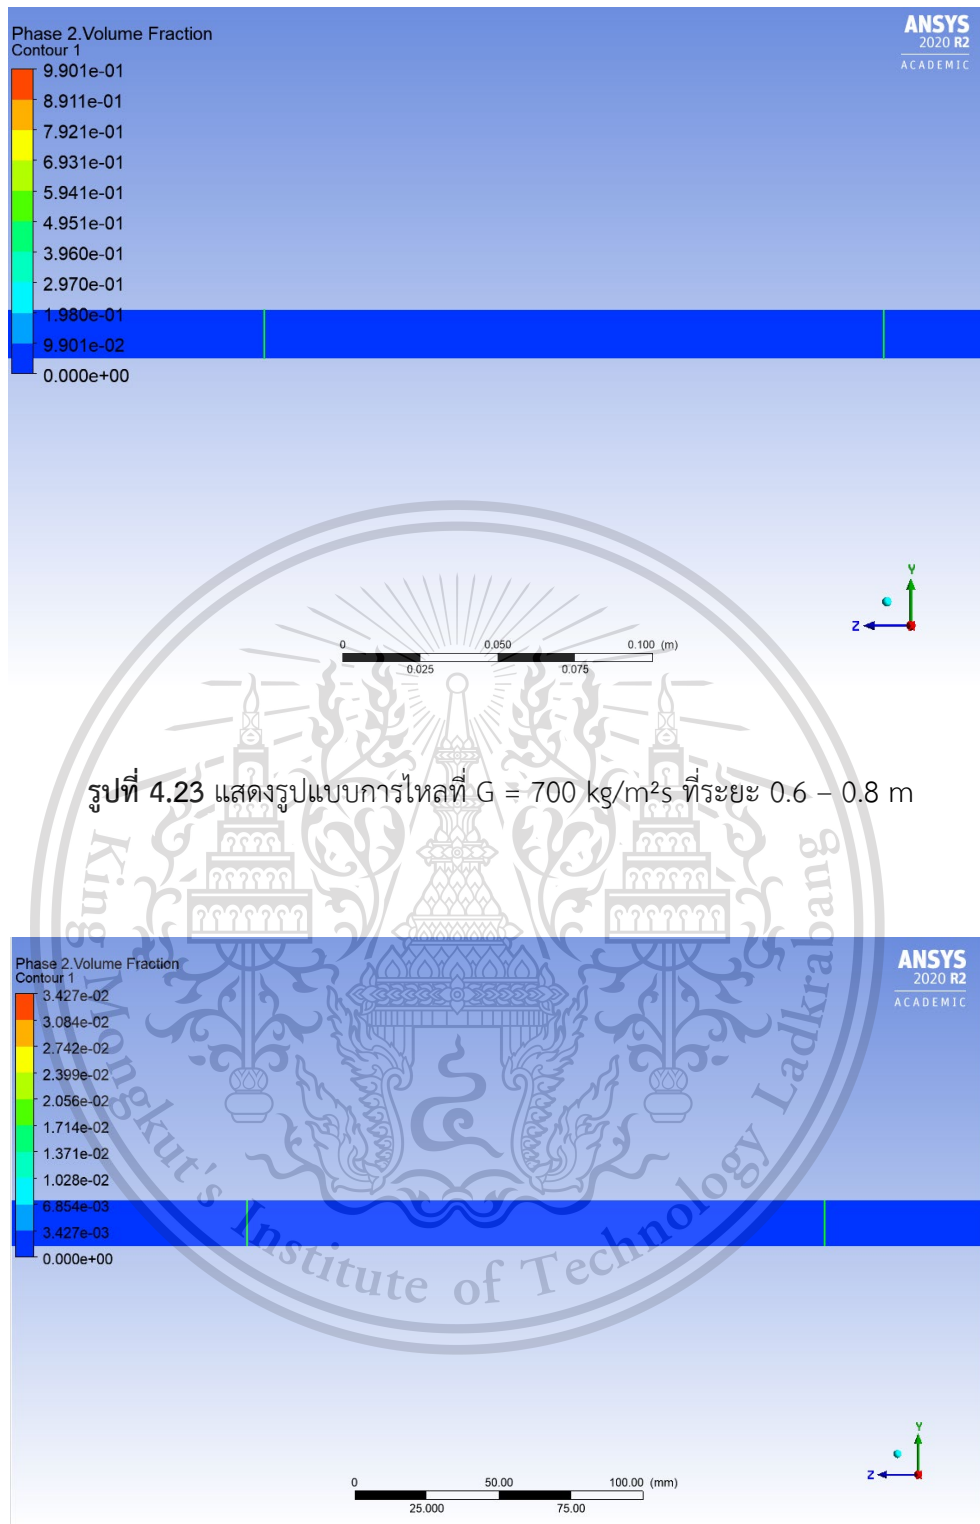 Phase 2.Volume Fraction
Contour 1
9.901e-01
8.911e-01
7.921e-01
6.931e-01
5.941e-01
4.951e-01
3.960e-01
2.970e-01
1.980e-01
9.901e-02
0.000e+00
ANSYS
2020 R2
ACADEMIC
Y
Z
0 0.050 0.100 (m)
0.025 0.075
รูปที่ 4.23 แสดงรูปแบบการไหลที่ G = 700 kg/m²s ที่ระยะ 0.6 – 0.8 m
King Mongkut's Institute of Technology Ladkrabang
Phase 2.Volume Fraction
Contour 1
3.427e-02
3.084e-02
2.742e-02
2.399e-02
2.056e-02
1.714e-02
1.371e-02
1.028e-02
6.854e-03
3.427e-03
0.000e+00
ANSYS
2020 R2
ACADEMIC
Y
Z
0 50.00 100.00 (mm)
25.000 75.00